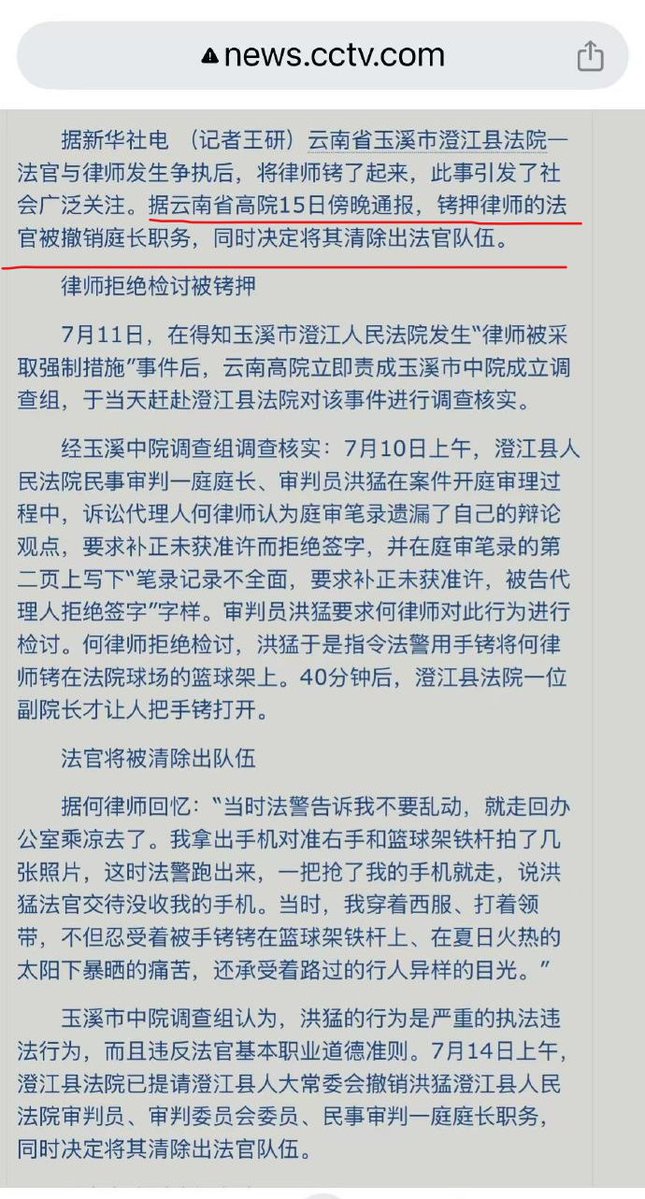 news.cctv.com
据新华社电 （记者王研）云南省玉溪市澄江县法院一
法官与律师发生争执后，将律师铐了起来，此事引发了社
会广泛关注。据云南省高院15日傍晚通报，铐押律师的法
官被撤销庭长职务，同时决定将其清除出法官队伍。
律师拒绝检讨被铐押
7月11日，在得知玉溪市澄江人民法院发生“律师被采
取强制措施”事件后，云南高院立即责成玉溪市中院成立调
查组，于当天赶赴澄江县法院对该事件进行调查核实。
经玉溪中院调查组调查核实：7月10日上午，澄江县人
民法院民事审判一庭庭长、审判员洪猛在案件开庭审理过
程中，诉讼代理人何律师认为庭审笔录遗漏了自己的辩论
观点，要求补正未获准许而拒绝签字，并在庭审笔录的第
二页上写下“笔录记录不全面，要求补正未获准许，被告代
理人拒绝签字”字样。审判员洪猛要求何律师对此行为进行
检讨。何律师拒绝检讨，洪猛于是指令法警用手铐将何律
师铐在法院球场的篮球架上。40分钟后，澄江县法院一位
副院长才让人把手铐打开。
法官将被清除出队伍
据何律师回忆：“当时法警告诉我不要乱动，就走回办
公室乘凉去了。我拿出手机对准右手和篮球架铁杆拍了几
张照片，这时法警跑出来，一把抢了我的手机就走，说洪
猛法官交待没收我的手机。当时，我穿着西服、打着领
带，不但忍受着被手铐铐在篮球架铁杆上、在夏日火热的
太阳下暴晒的痛苦，还承受着路过的行人异样的目光。”
玉溪市中院调查组认为，洪猛的行为是严重的执法违
法行为，而且违反法官基本职业道德准则。7月14日上午，
澄江县法院已提请澄江县人大常委会撤销洪猛澄江县人民
法院审判员、审判委员会委员、民事审判一庭庭长职务，
同时决定将其清除出法官队伍。